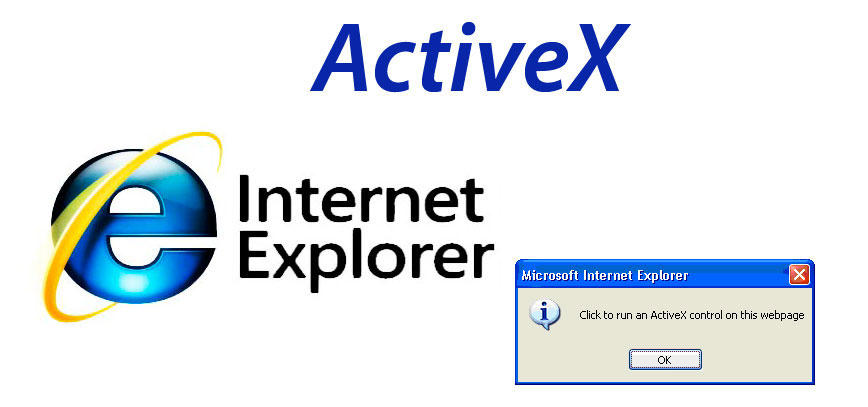 ActiveX
Internet
Explorer
Microsoft Internet Explorer
Click to run an ActiveX control on this webpage
OK